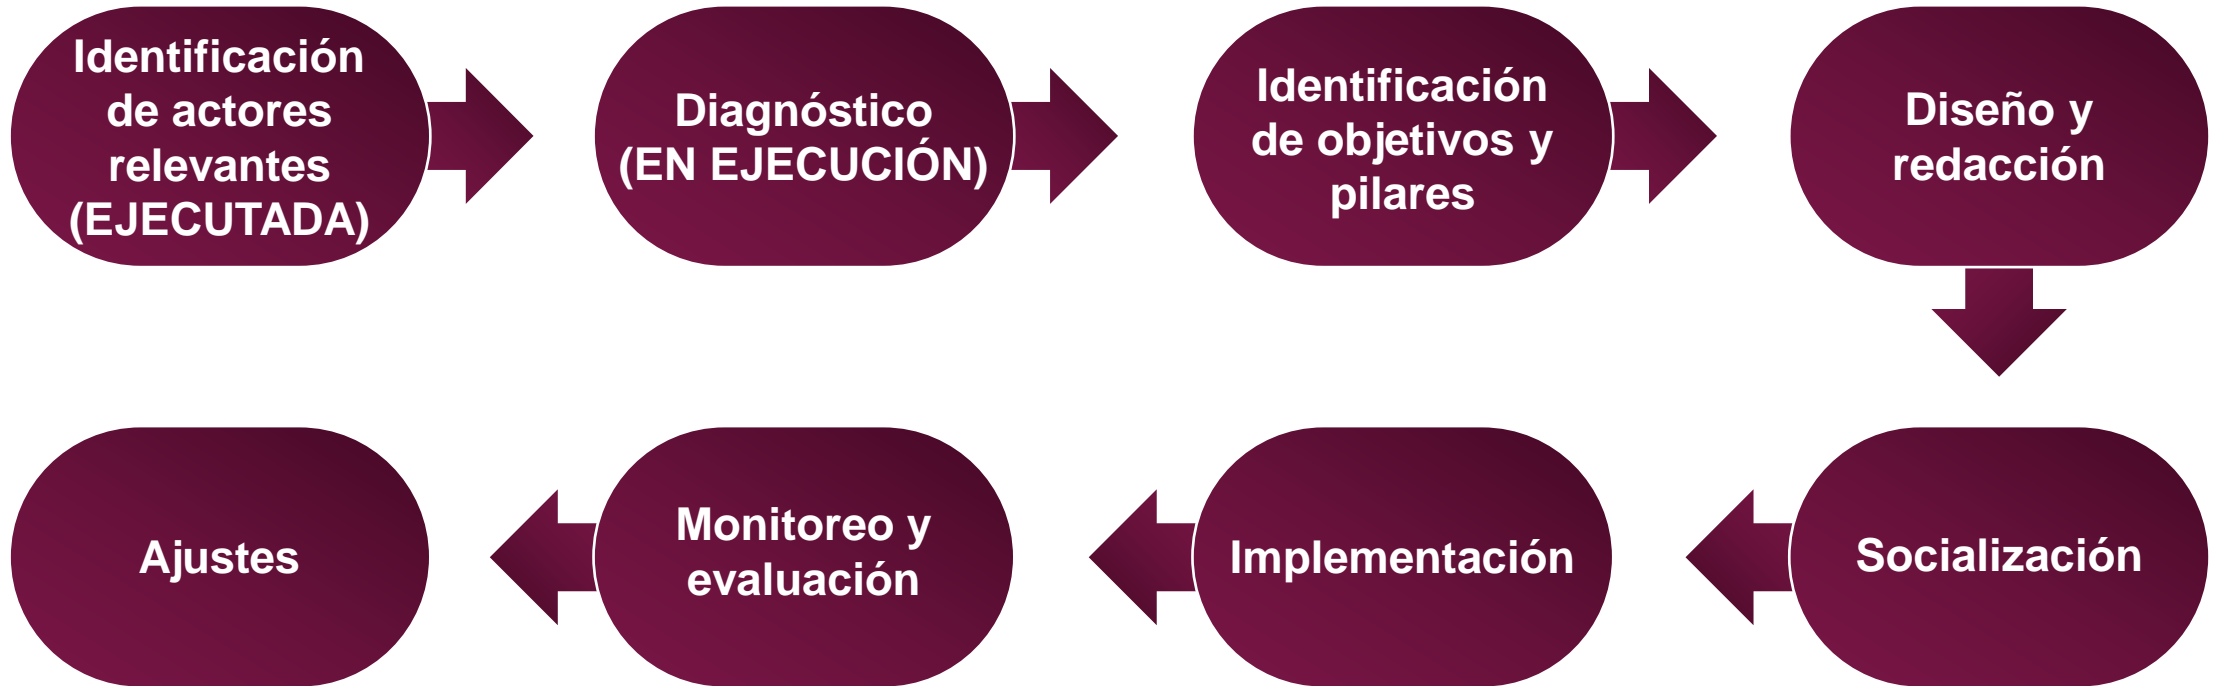 Identificación
de actores
relevantes
(EJECUTADA)
Diagnóstico
(EN EJECUCIÓN)
Identificación
de objetivos y
pilares
Diseño y
redacción
Socialización
Implementación
Monitoreo y
evaluación
Ajustes